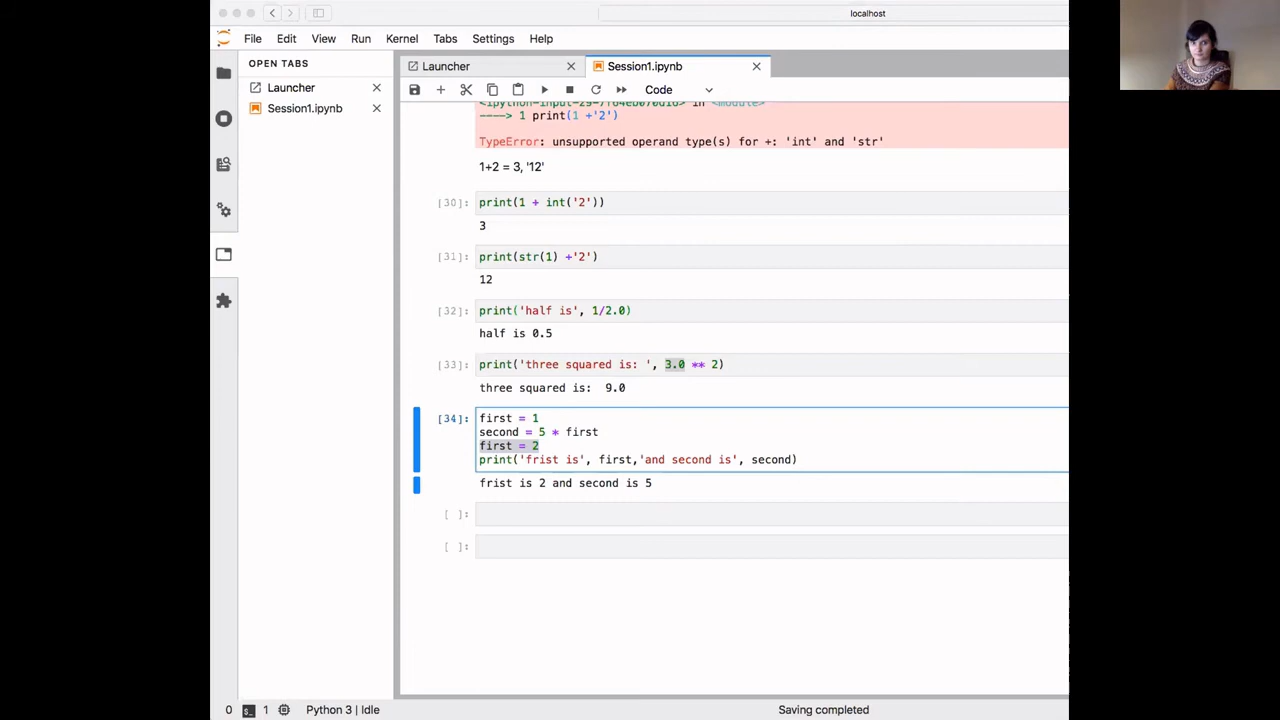 localhost
File Edit View Run Kernel Tabs Settings Help
OPEN TABS
Launcher
Session1.ipynb
Launcher
Session1.ipynb
Code
in <module>
----> 1 print(1 +'2')
TypeError: unsupported operand type(s) for +: 'int' and 'str'
1+2 = 3, '12'
[30]: print(1 + int('2'))
3
[31]: print(str(1) +'2')
12
[32]: print('half is', 1/2.0)
half is 0.5
[33]: print('three squared is: ', 3.0 ** 2)
three squared is:  9.0
[34]: first = 1
second = 5 * first
first = 2
print('frist is', first,'and second is', second)
frist is 2 and second is 5
[ ]:
[ ]:
0 $_ 1 Python 3 | Idle Saving completed